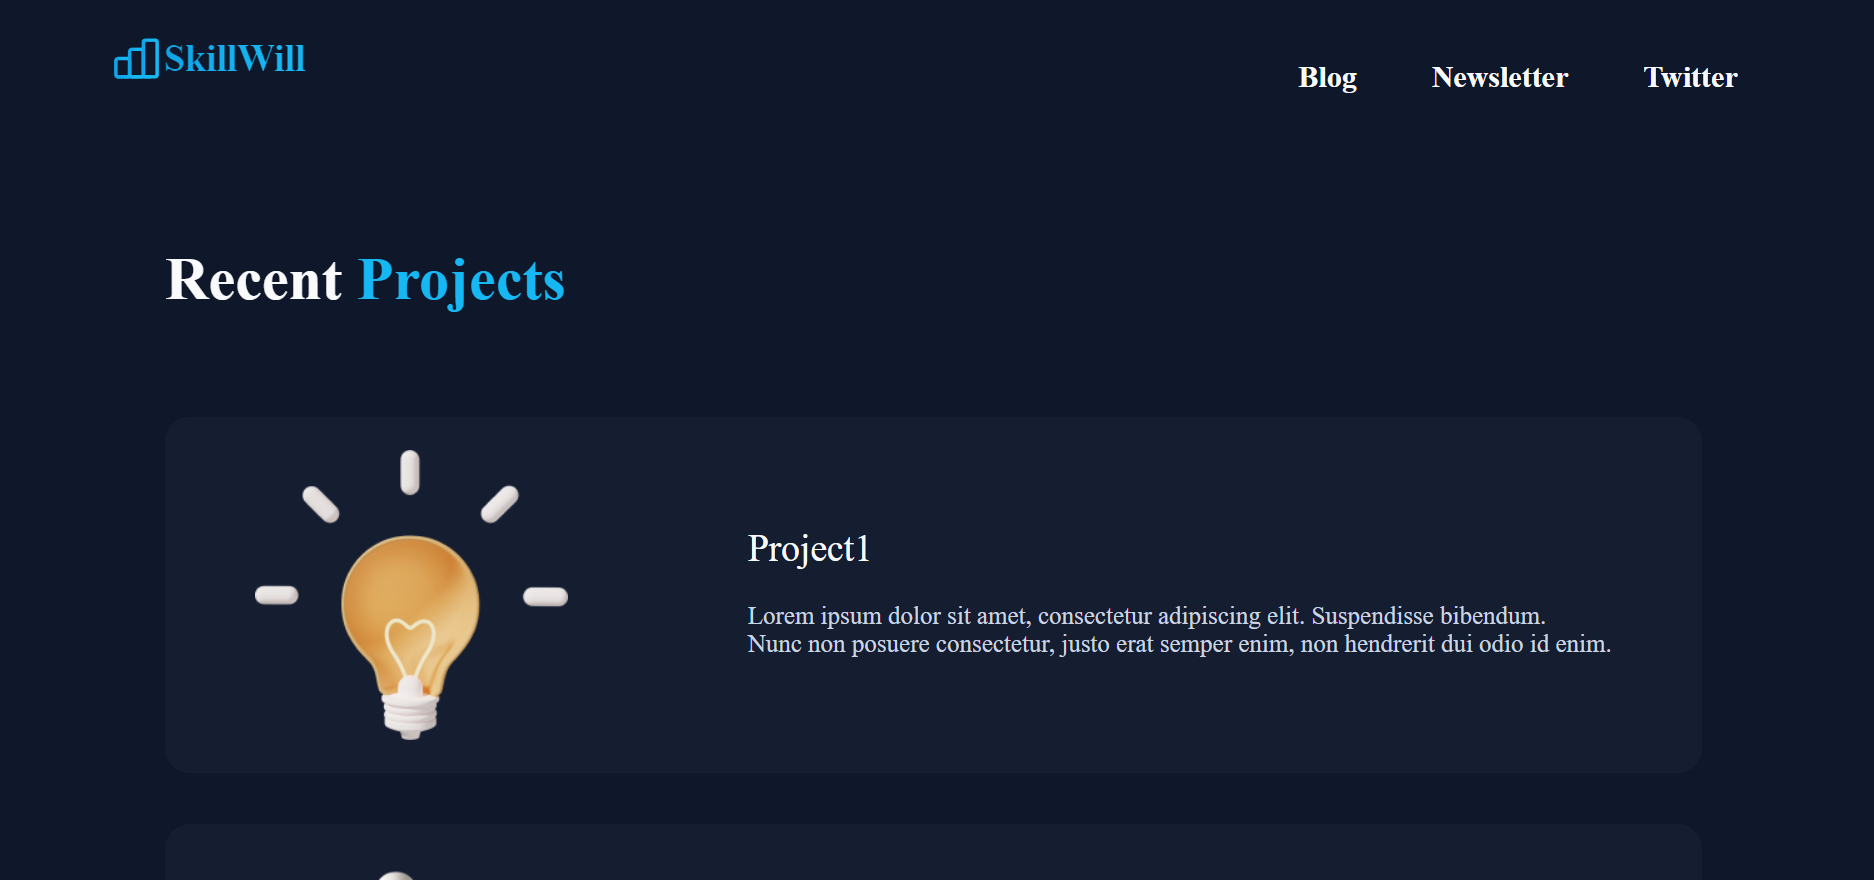 SkillWill
Blog
Newsletter
Twitter
Recent Projects
Project1
Lorem ipsum dolor sit amet, consectetur adipiscing elit. Suspendisse bibendum.
Nunc non posuere consectetur, justo erat semper enim, non hendrerit dui odio id enim.